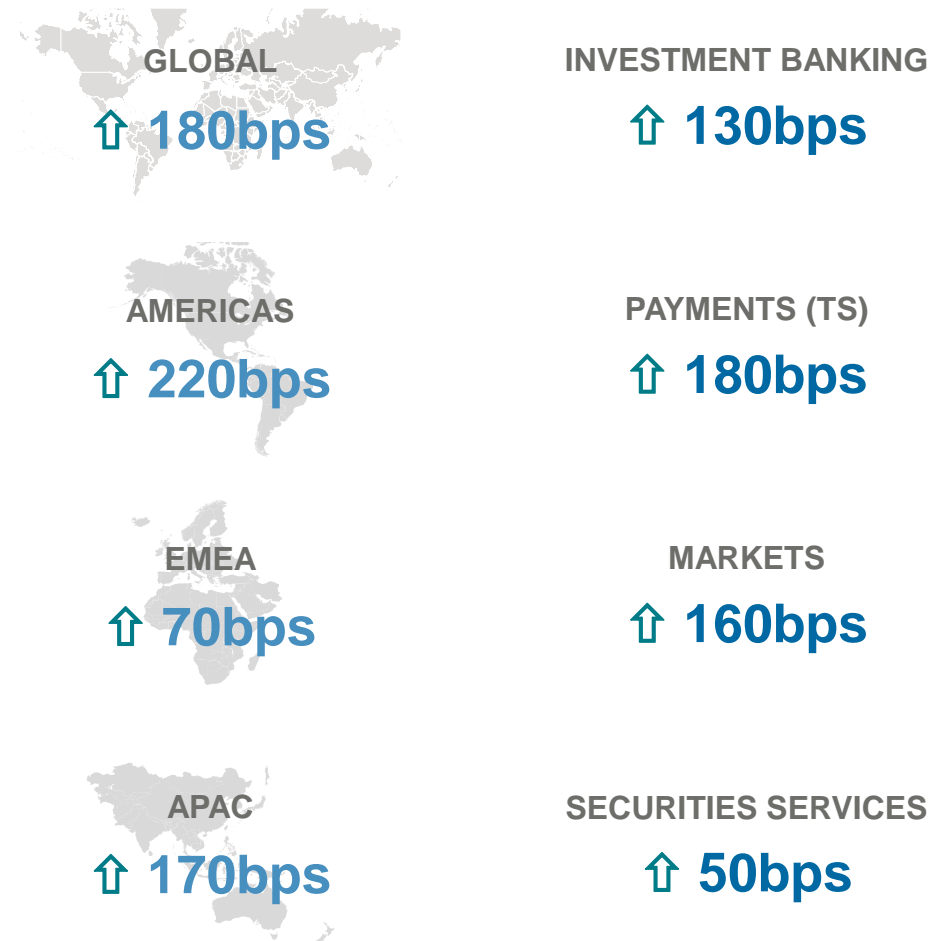 GLOBAL
⇧ 180bps
INVESTMENT BANKING
⇧ 130bps
AMERICAS
⇧ 220bps
PAYMENTS (TS)
⇧ 180bps
EMEA
⇧ 70bps
MARKETS
⇧ 160bps
APAC
⇧ 170bps
SECURITIES SERVICES
⇧ 50bps